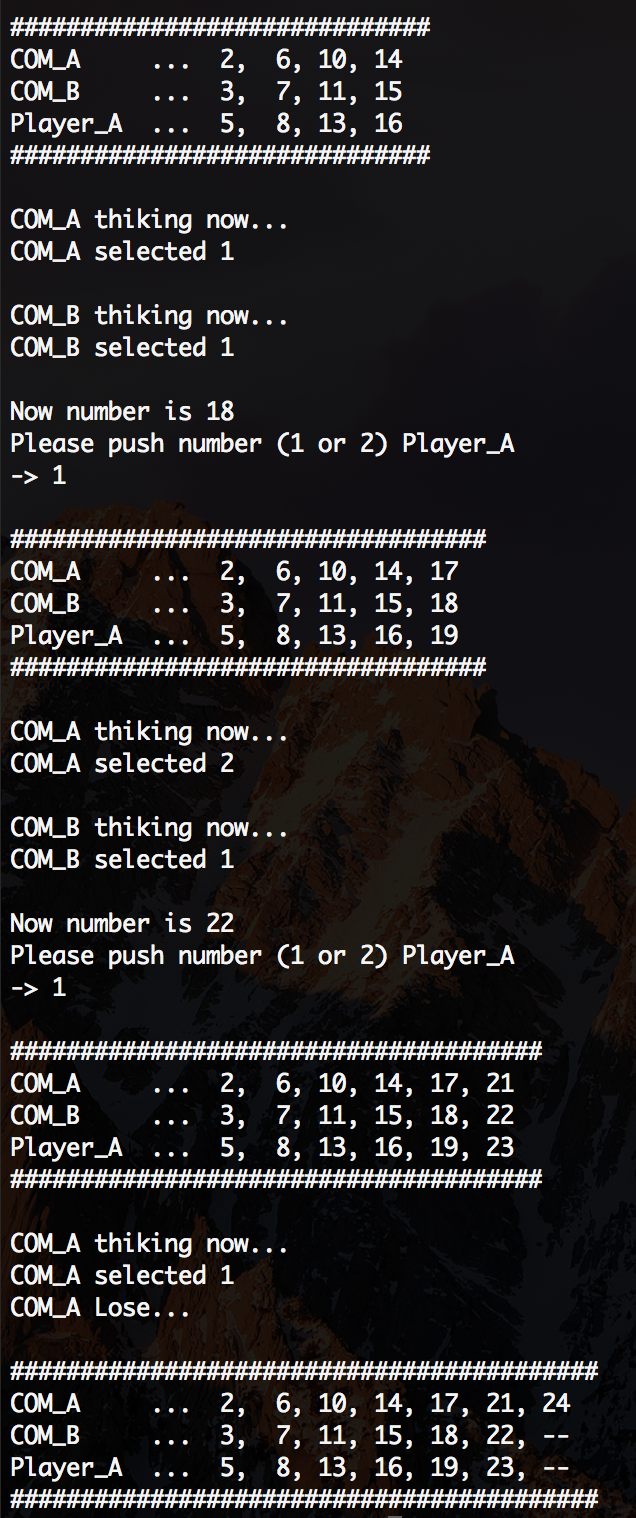 ##############################
COM_A     ...  2,  6, 10, 14
COM_B     ...  3,  7, 11, 15
Player_A  ...  5,  8, 13, 16
##############################

COM_A thiking now...
COM_A selected 1

COM_B thiking now...
COM_B selected 1

Now number is 18
Please push number (1 or 2) Player_A
-> 1

##################################
COM_A     ...  2,  6, 10, 14, 17
COM_B     ...  3,  7, 11, 15, 18
Player_A  ...  5,  8, 13, 16, 19
##################################

COM_A thiking now...
COM_A selected 2

COM_B thiking now...
COM_B selected 1

Now number is 22
Please push number (1 or 2) Player_A
-> 1

######################################
COM_A     ...  2,  6, 10, 14, 17, 21
COM_B     ...  3,  7, 11, 15, 18, 22
Player_A  ...  5,  8, 13, 16, 19, 23
######################################

COM_A thiking now...
COM_A selected 1
COM_A Lose...

##########################################
COM_A     ...  2,  6, 10, 14, 17, 21, 24
COM_B     ...  3,  7, 11, 15, 18, 22, --
Player_A  ...  5,  8, 13, 16, 19, 23, --
##########################################